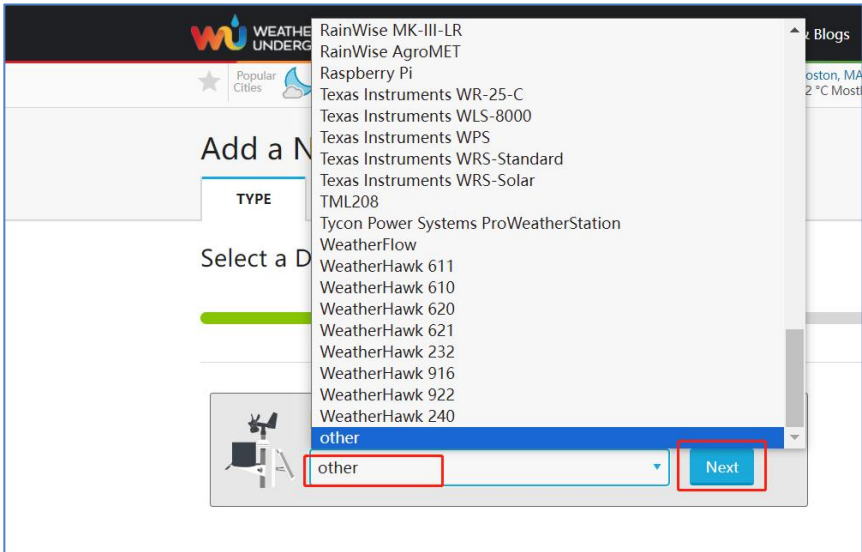 WEATHE
UNDERG
& Blogs
Popular
Cities
oston, MA
2 °C Mostl
Add a N
TYPE
Select a D
RainWise MK-III-LR
RainWise AgroMET
Raspberry Pi
Texas Instruments WR-25-C
Texas Instruments WLS-8000
Texas Instruments WPS
Texas Instruments WRS-Standard
Texas Instruments WRS-Solar
TML208
Tycon Power Systems ProWeatherStation
WeatherFlow
WeatherHawk 611
WeatherHawk 610
WeatherHawk 620
WeatherHawk 621
WeatherHawk 232
WeatherHawk 916
WeatherHawk 922
WeatherHawk 240
other
other
Next